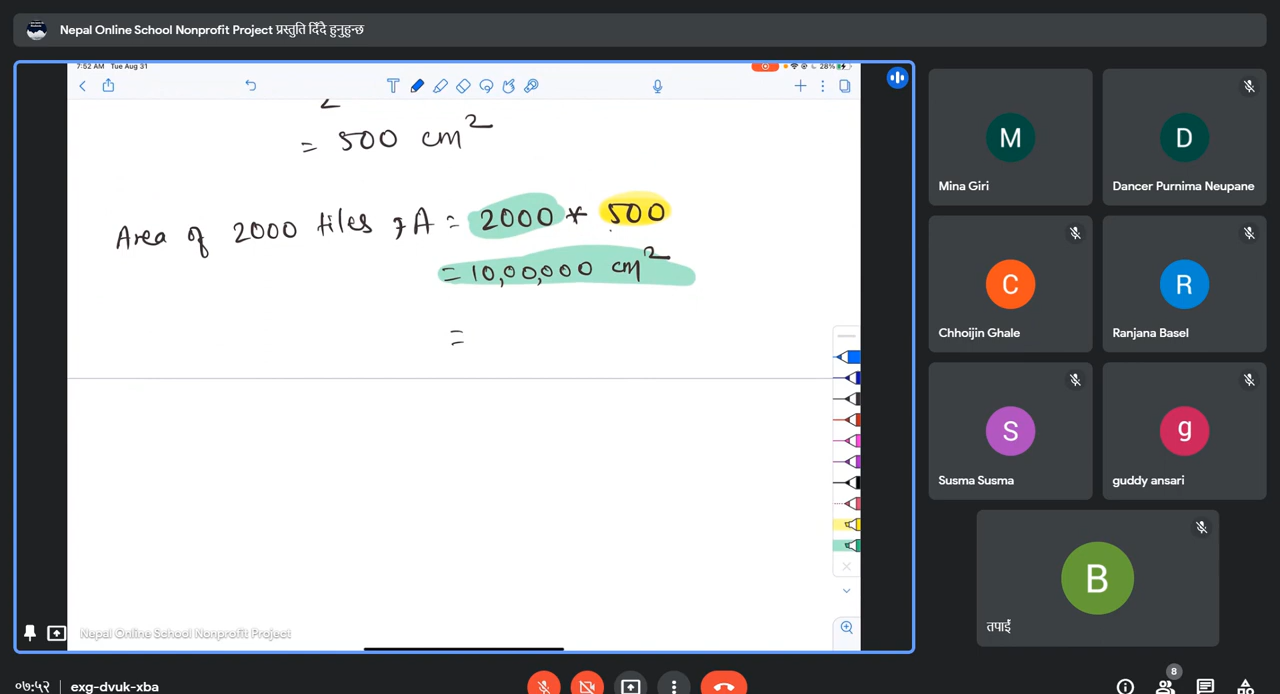 Nepal Online School Nonprofit Project प्रस्तुति दिँदै हुनुहुन्छ
7:52 AM Tue Aug 31
28%
2
= 500 cm²
Area of 2000 tiles of A = 2000 * 500
= 10,00,000 cm²
=
Nepal Online School Nonprofit Project
M
Mina Giri
D
Dancer Purnima Neupane
C
Chhoijin Ghale
R
Ranjana Basel
S
Susma Susma
g
guddy ansari
B
तपाईं
०७:५२ | exg-dvuk-xba
8